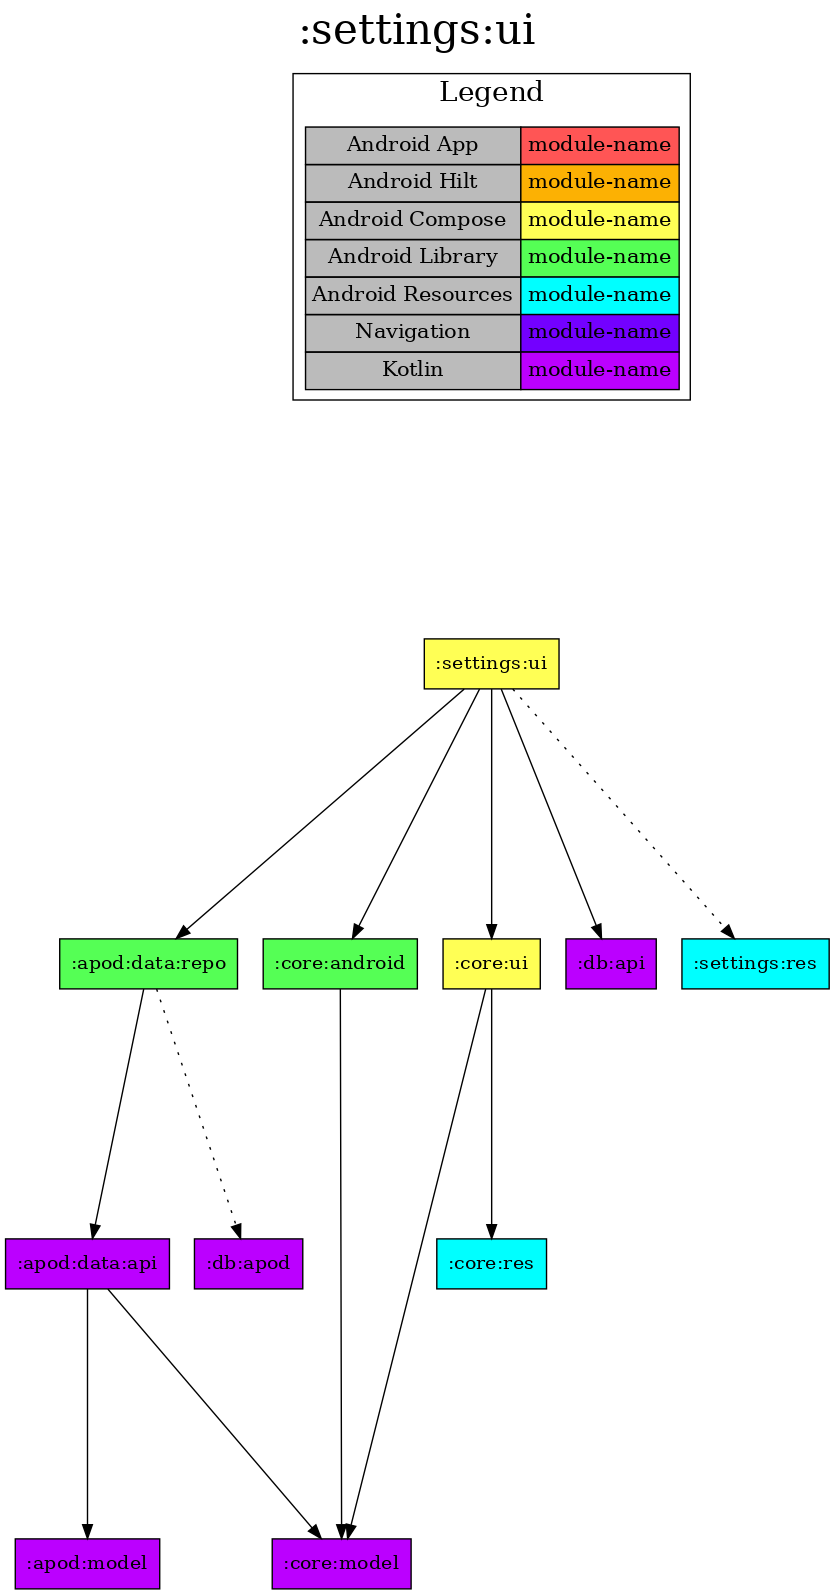 :settings:ui
Legend
Android App module-name
Android Hilt module-name
Android Compose module-name
Android Library module-name
Android Resources module-name
Navigation module-name
Kotlin module-name
:settings:ui
:apod:data:repo :core:android :core:ui :db:api :settings:res
:apod:data:api :db:apod :core:res
:apod:model :core:model